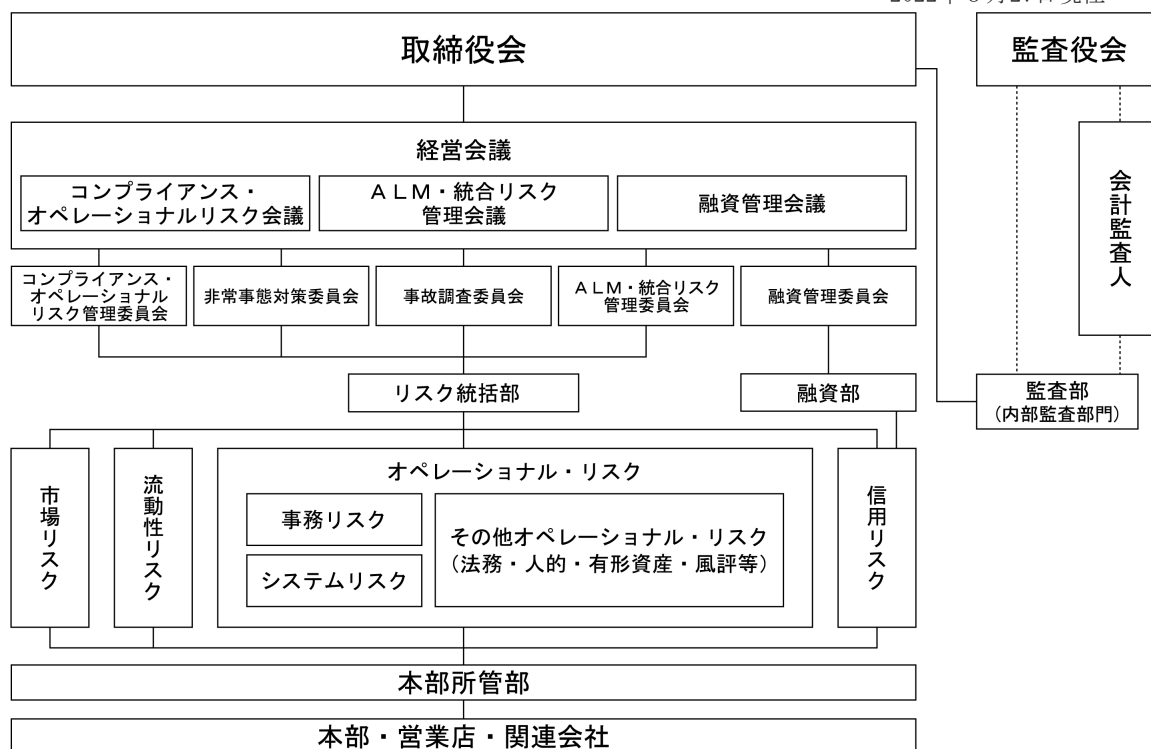 取締役会
監査役会
経営会議
コンプライアンス・
オペレーショナルリスク会議
ＡＬＭ・統合リスク
管理会議
融資管理会議
会計監査人
コンプライアンス・
オペレーショナル
リスク管理委員会
非常事態対策委員会
事故調査委員会
ＡＬＭ・統合リスク
管理委員会
融資管理委員会
リスク統括部
融資部
監査部
（内部監査部門）
市場リスク
流動性リスク
オペレーショナル・リスク
事務リスク
システムリスク
その他オペレーショナル・リスク
（法務・人的・有形資産・風評等）
信用リスク
本部所管部
本部・営業店・関連会社